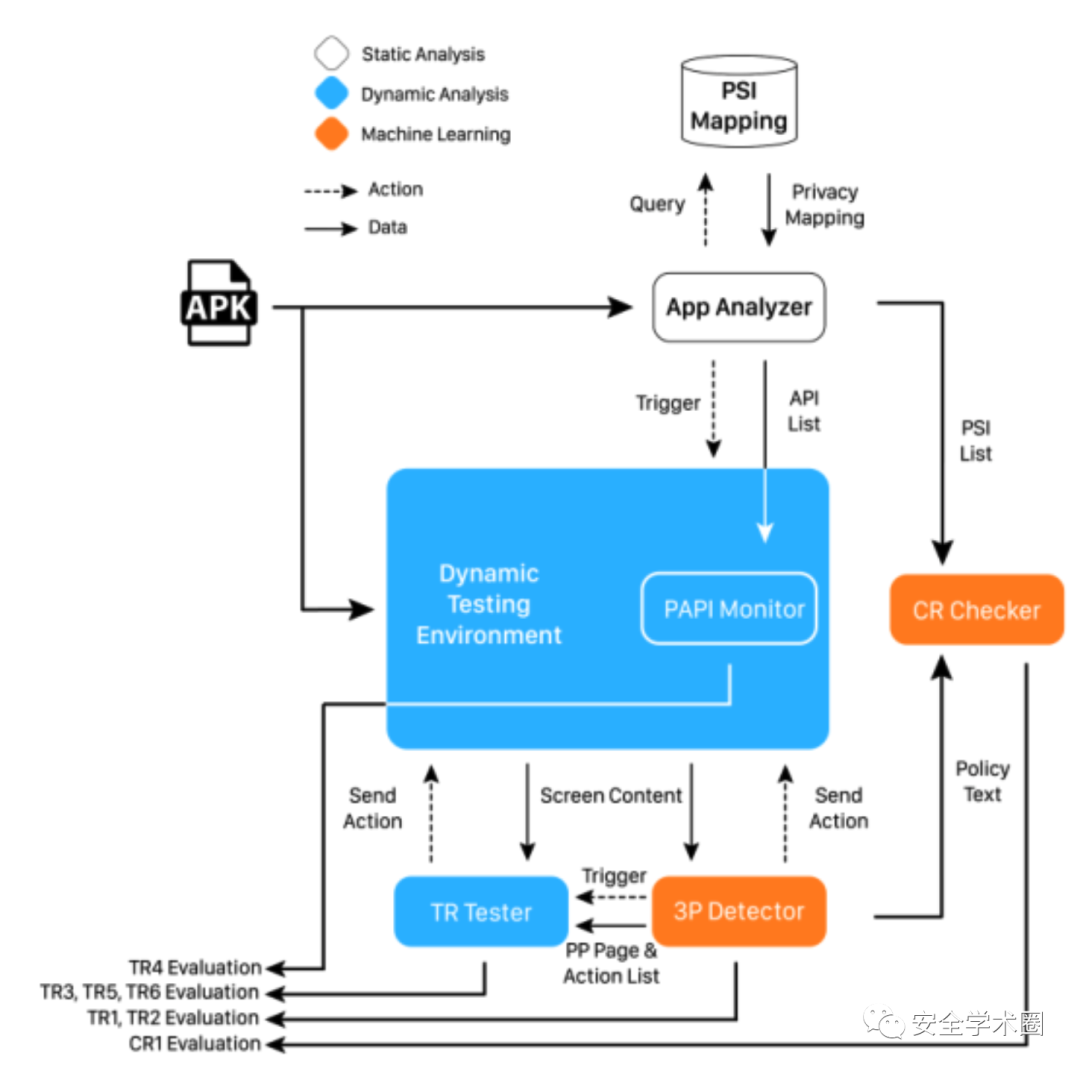 Static Analysis
Dynamic Analysis
Machine Learning
Action
Data
PSI
Mapping
Query
Privacy
Mapping
APK
App Analyzer
Trigger
API
List
PSI
List
Dynamic
Testing
Environment
PAPI Monitor
CR Checker
Send
Action
Screen Content
Send
Action
Policy
Text
TR Tester
Trigger
3P Detector
PP Page &
Action List
TR4 Evaluation
TR3, TR5, TR6 Evaluation
TR1, TR2 Evaluation
CR1 Evaluation
安全学术圈